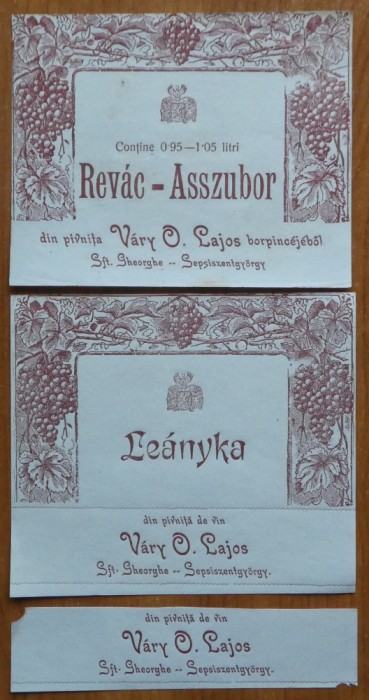 Conține 0·95—1·05 litri
Revác - Asszubor
din pivnița Váry O. Lajos borpincéjéből
Sft. Gheorghe -- Sepsiszentgyörgy
Leányka
din pivniță de vin
Váry O. Lajos
Sft. Gheorghe -- Sepsiszentgyörgy.
din pivniță de vin
Váry O. Lajos
Sft. Gheorghe -- Sepsiszentgyörgy.